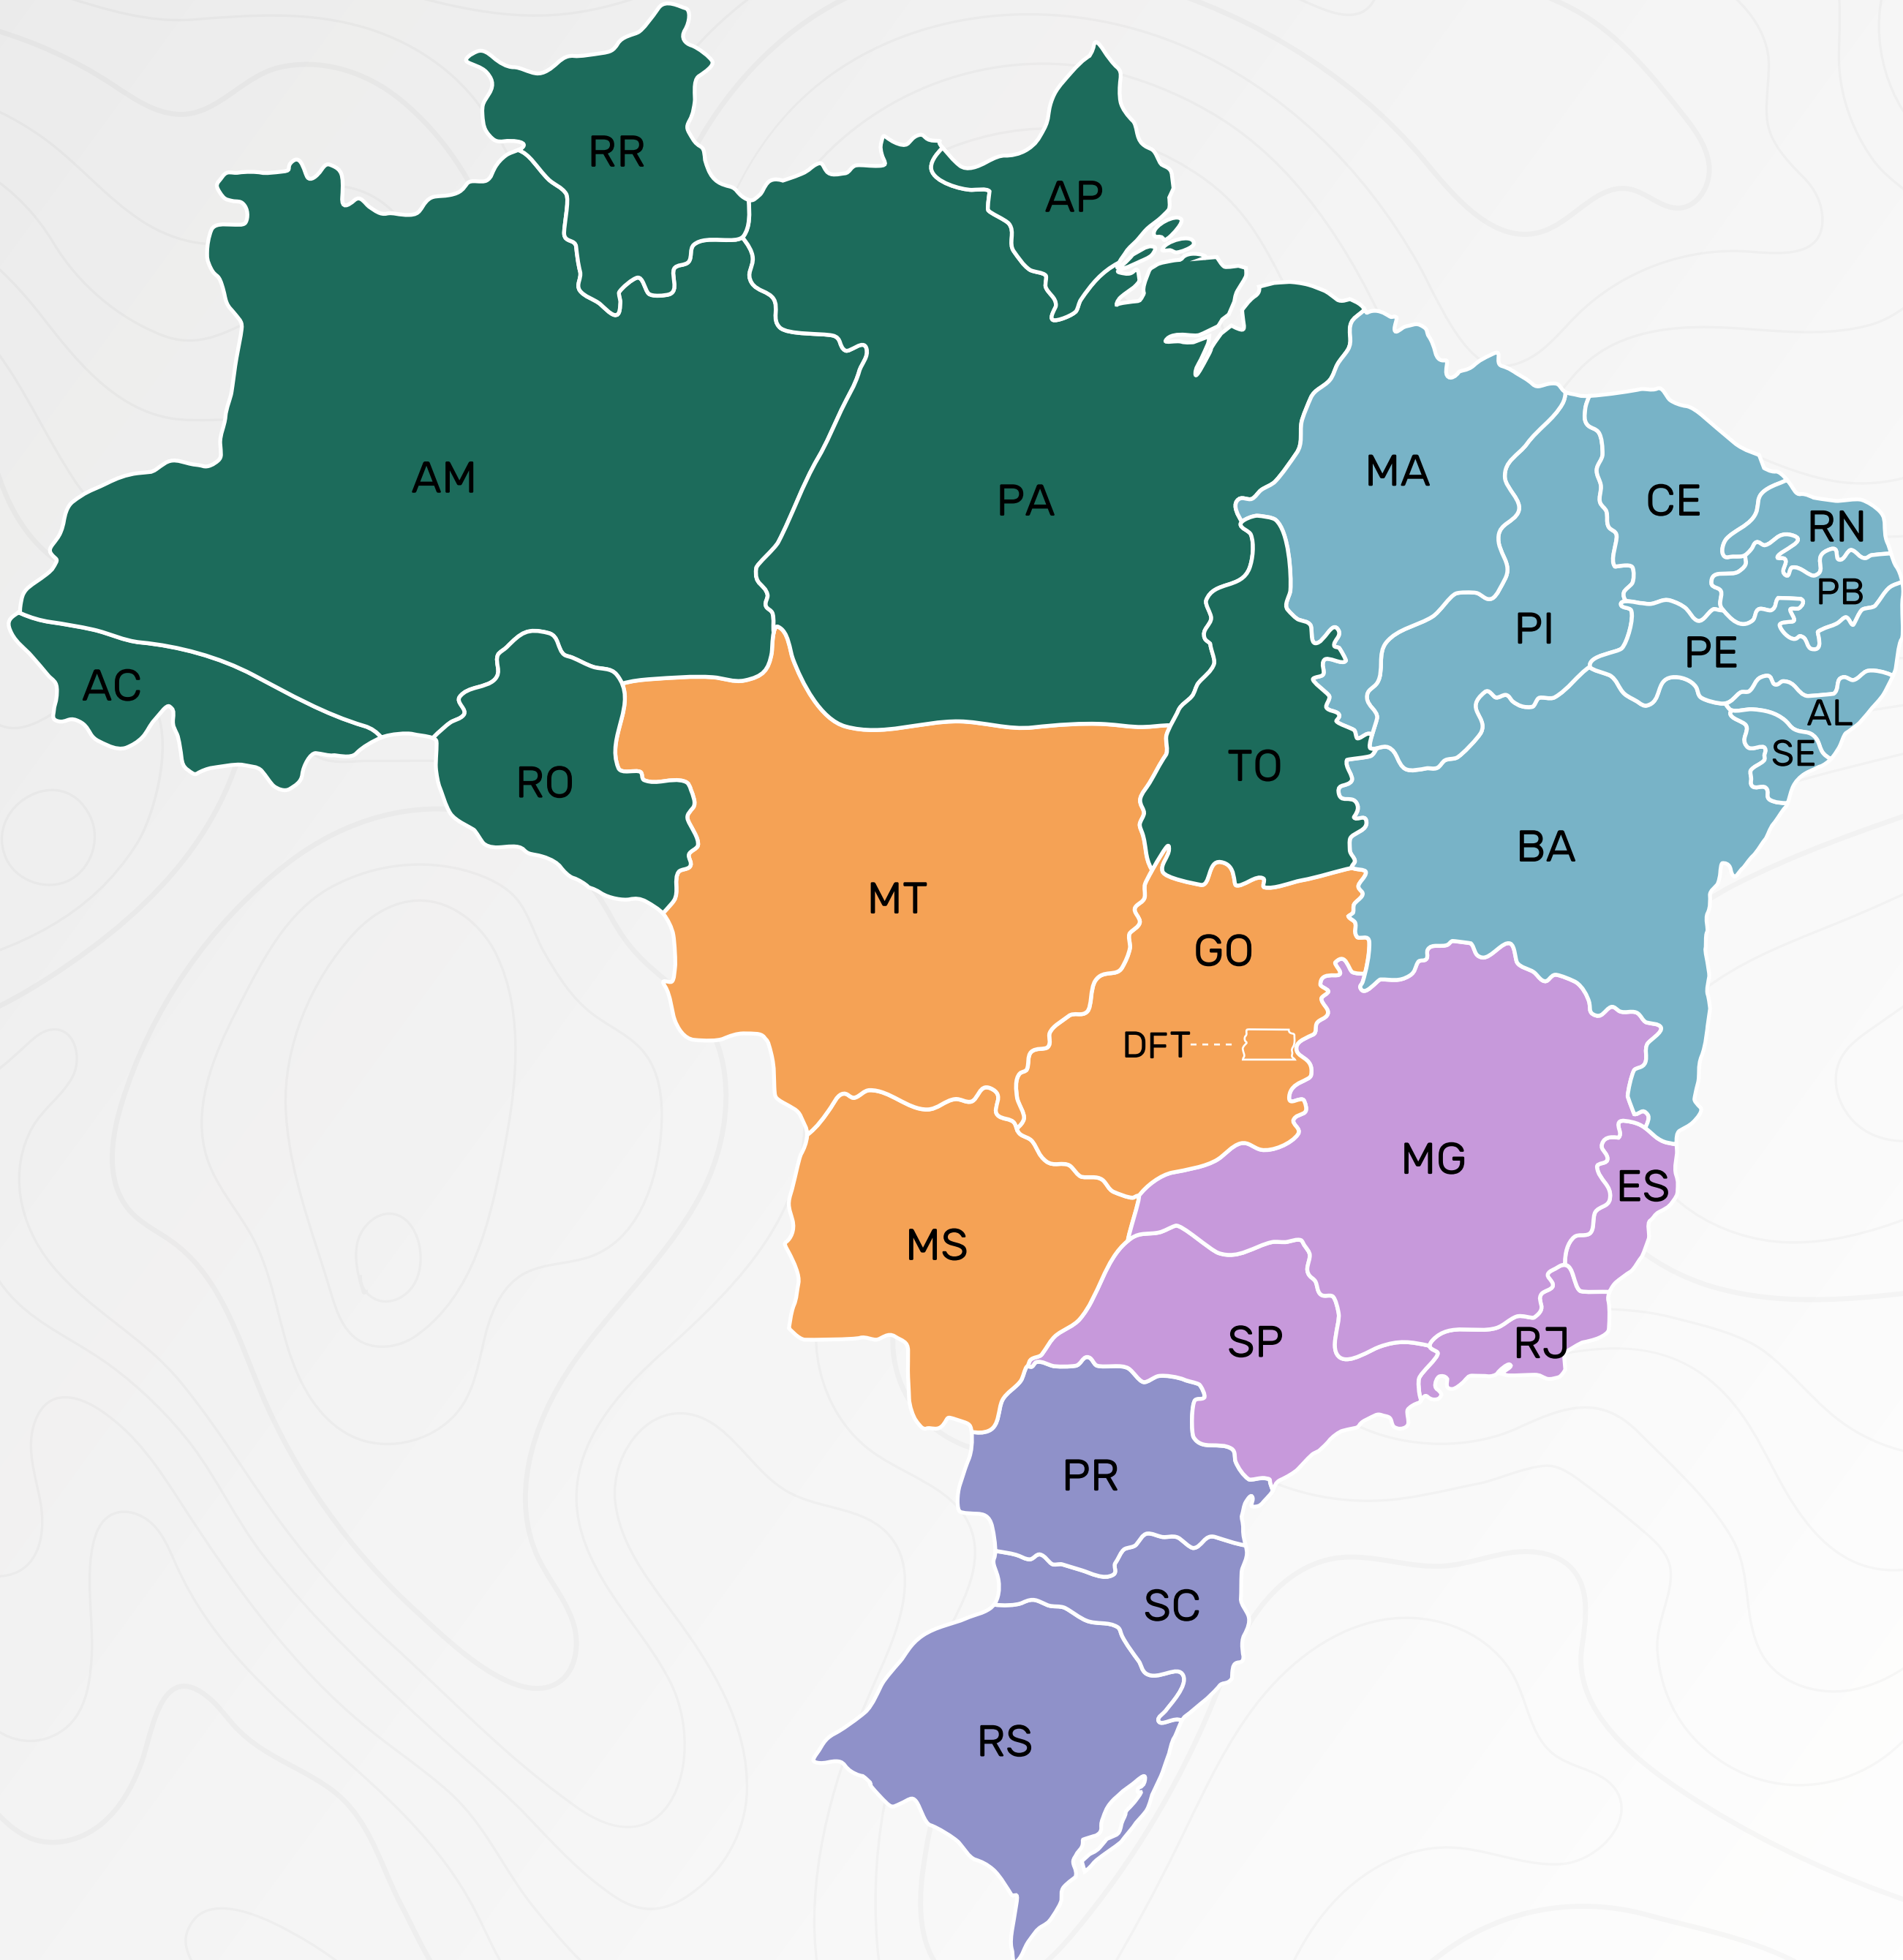 RR
AP
AM
PA
MA
CE
RN
PB
PI
PE
AC
AL
SE
TO
RO
BA
MT
GO
DFT
MG
ES
MS
SP
RJ
PR
SC
RS